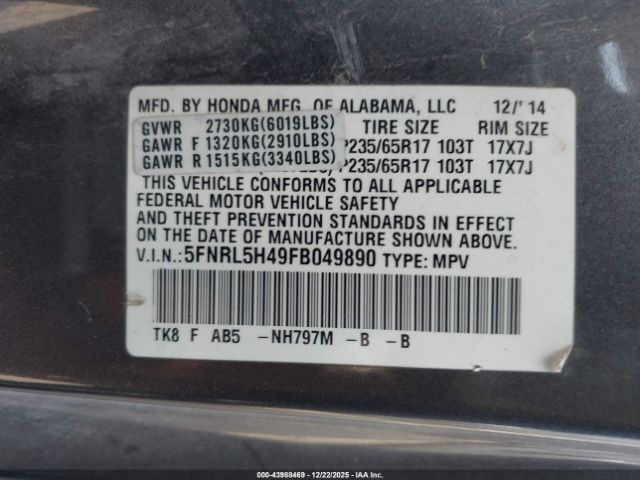 MFD. BY HONDA MFG. OF ALABAMA, LLC 12/'14
GVWR 2730KG(6019LBS) TIRE SIZE RIM SIZE
GAWR F 1320KG(2910LBS) P235/65R17 103T 17X7J
GAWR R 1515KG(3340LBS) P235/65R17 103T 17X7J
THIS VEHICLE CONFORMS TO ALL APPLICABLE
FEDERAL MOTOR VEHICLE SAFETY
AND THEFT PREVENTION STANDARDS IN EFFECT
ON THE DATE OF MANUFACTURE SHOWN ABOVE.
V.I.N.:5FNRL5H49FB049890 TYPE: MPV
TK8 F AB5 -NH797M -B -B
000-43988469 - 12/22/2025 - IAA Inc.